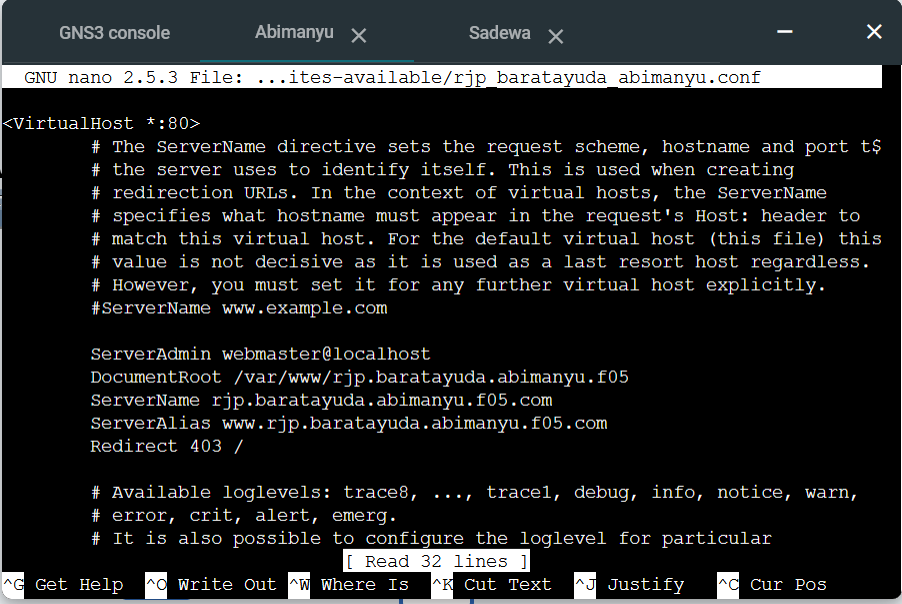 GNS3 console Abimanyu Sadewa
GNU nano 2.5.3 File: ...ites-available/rjp_baratayuda_abimanyu.conf
<VirtualHost *:80>
# The ServerName directive sets the request scheme, hostname and port t$
# the server uses to identify itself. This is used when creating
# redirection URLs. In the context of virtual hosts, the ServerName
# specifies what hostname must appear in the request's Host: header to
# match this virtual host. For the default virtual host (this file) this
# value is not decisive as it is used as a last resort host regardless.
# However, you must set it for any further virtual host explicitly.
#ServerName www.example.com
ServerAdmin webmaster@localhost
DocumentRoot /var/www/rjp.baratayuda.abimanyu.f05
ServerName rjp.baratayuda.abimanyu.f05.com
ServerAlias www.rjp.baratayuda.abimanyu.f05.com
Redirect 403 /
# Available loglevels: trace8, ..., trace1, debug, info, notice, warn,
# error, crit, alert, emerg.
# It is also possible to configure the loglevel for particular
[ Read 32 lines ]
^G Get Help ^O Write Out ^W Where Is ^K Cut Text ^J Justify ^C Cur Pos